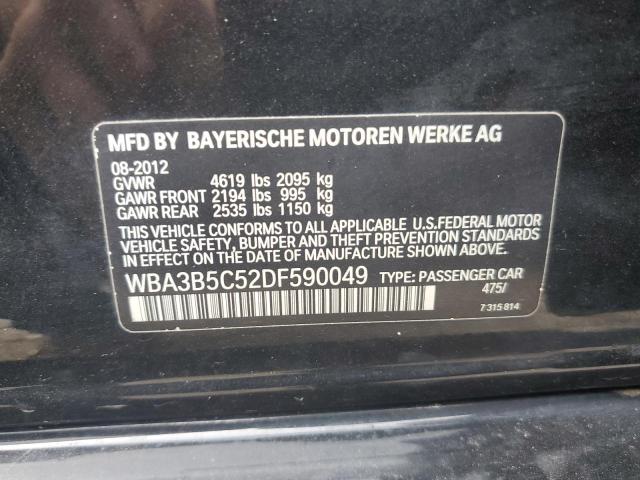 MFD BY BAYERISCHE MOTOREN WERKE AG
08-2012
GVWR 4619 lbs 2095 kg
GAWR FRONT 2194 lbs 995 kg
GAWR REAR 2535 lbs 1150 kg
THIS VEHICLE CONFORMS TO ALL APPLICABLE U.S.FEDERAL MOTOR
VEHICLE SAFETY, BUMPER AND THEFT PREVENTION STANDARDS
IN EFFECT ON THE DATE OF MANUFACTURE SHOWN ABOVE.
WBA3B5C52DF590049 TYPE: PASSENGER CAR
475/
7 315 814